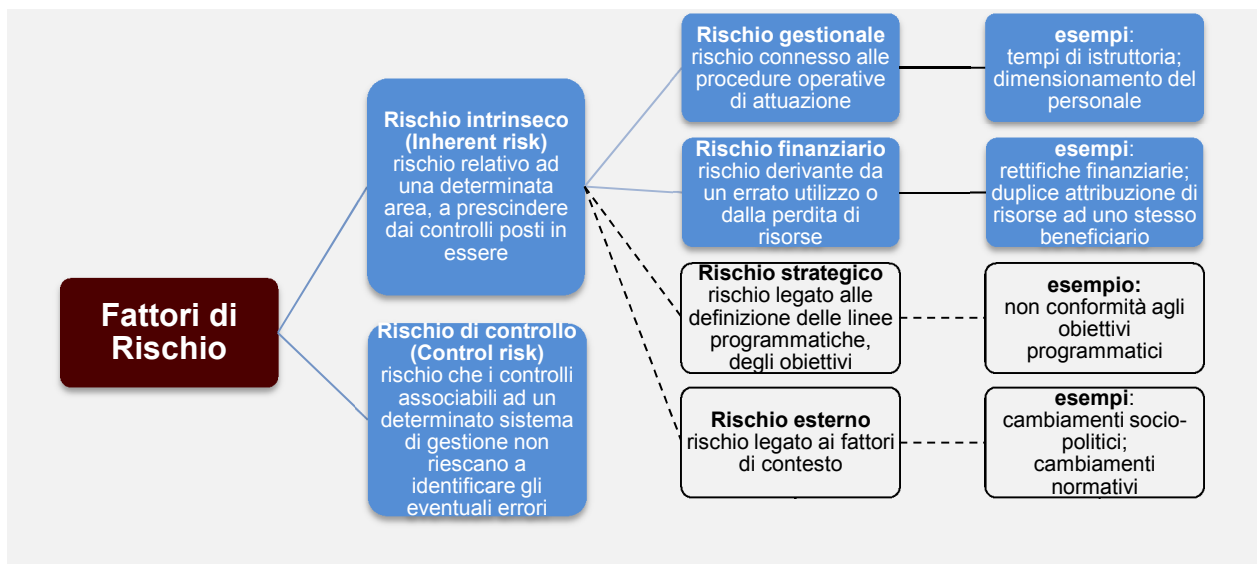 Fattori di
Rischio
Rischio intrinseco
(Inherent risk)
rischio relativo ad
una determinata
area, a prescindere
dai controlli posti in
essere
Rischio di controllo
(Control risk)
rischio che i controlli
associabili ad un
determinato sistema
di gestione non
riescano a
identificare gli
eventuali errori
Rischio gestionale
rischio connesso alle
procedure operative
di attuazione
esempi:
tempi di istruttoria;
dimensionamento del
personale
Rischio finanziario
rischio derivante da
un errato utilizzo o
dalla perdita di
risorse
esempi:
rettifiche finanziarie;
duplice attribuzione di
risorse ad uno stesso
beneficiario
Rischio strategico
rischio legato alle
definizione delle linee
programmatiche,
degli obiettivi
esempio:
non conformità agli
obiettivi
programmatici
Rischio esterno
rischio legato ai fattori
di contesto
esempi:
cambiamenti socio-
politici;
cambiamenti
normativi